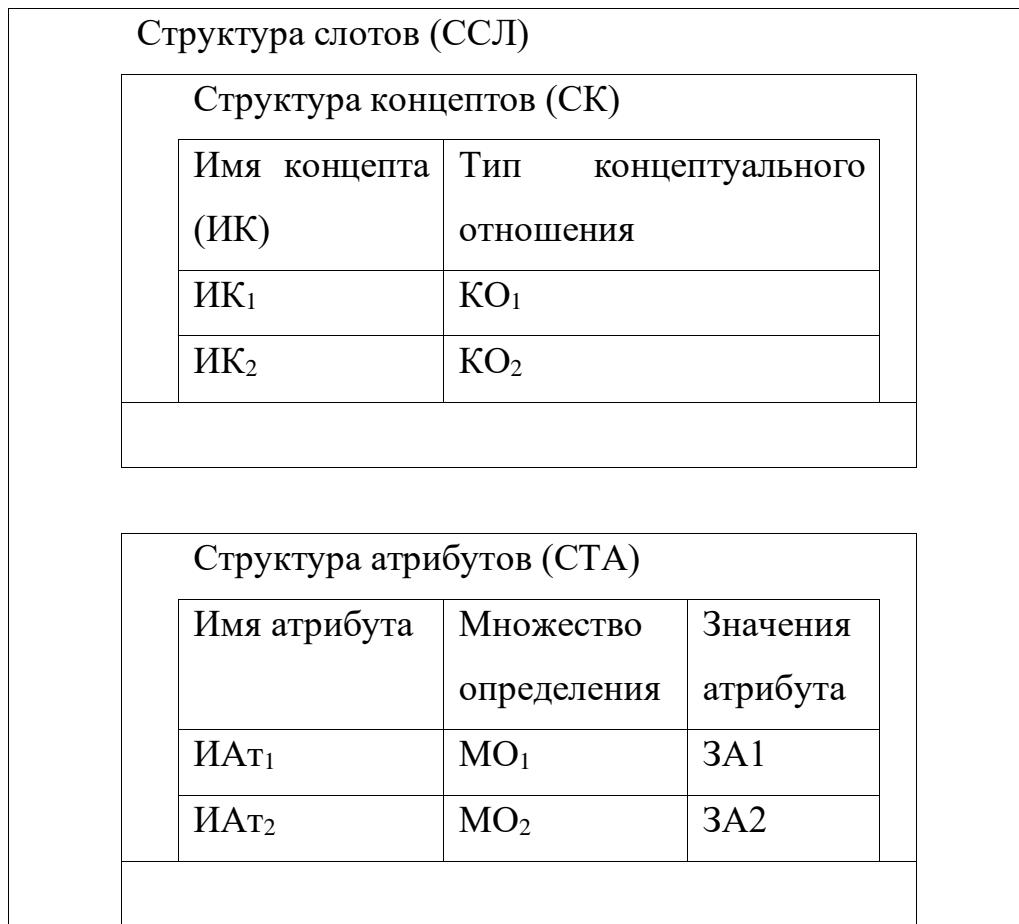 Структура слотов (ССЛ)
Структура концептов (СК)
Имя концепта (ИК)
Тип концептуального отношения
ИК₁ КО₁
ИК₂ КО₂
Структура атрибутов (СТА)
Имя атрибута
Множество определения
Значения атрибута
ИАт₁ МО₁ ЗА1
ИАт₂ МО₂ ЗА2